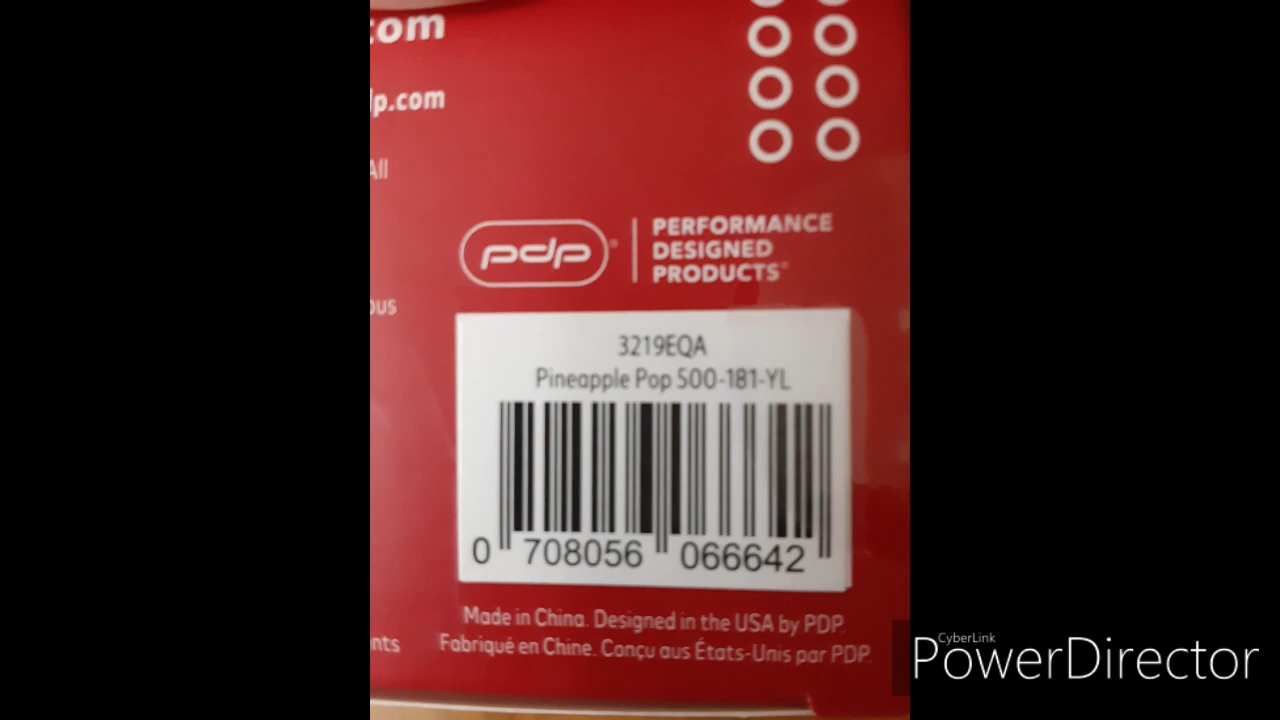 .com
p.com
All
pdp®
PERFORMANCE
DESIGNED
PRODUCTS®
ous
3219EQA
Pineapple Pop 500-181-YL
0 708056 066642
Made in China. Designed in the USA by PDP.
Fabriqué en Chine. Conçu aus États-Unis par PDP.
nts
CyberLink
PowerDirector